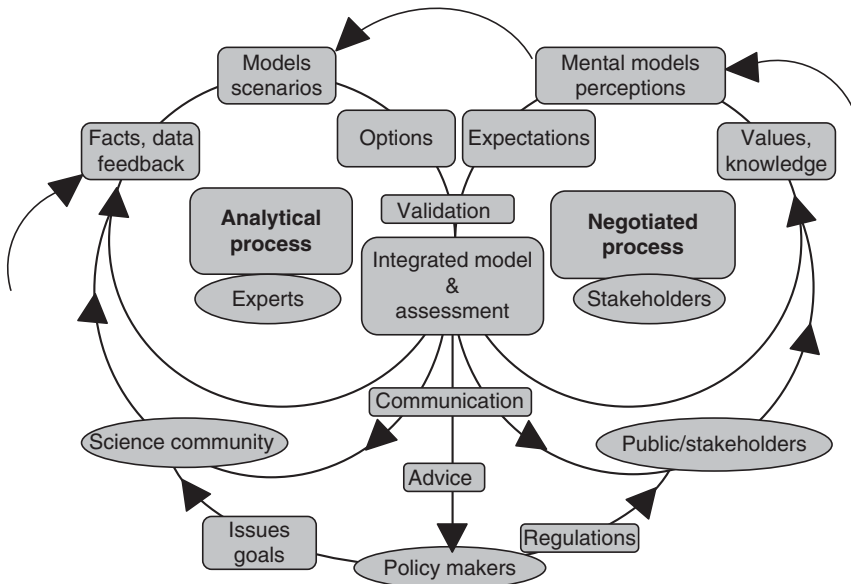 Models
scenarios
Mental models
perceptions
Facts, data
feedback
Options
Expectations
Values,
knowledge
Validation
Analytical
process
Negotiated
process
Integrated model
&
assessment
Experts
Stakeholders
Communication
Science community
Public/stakeholders
Advice
Issues
goals
Regulations
Policy makers